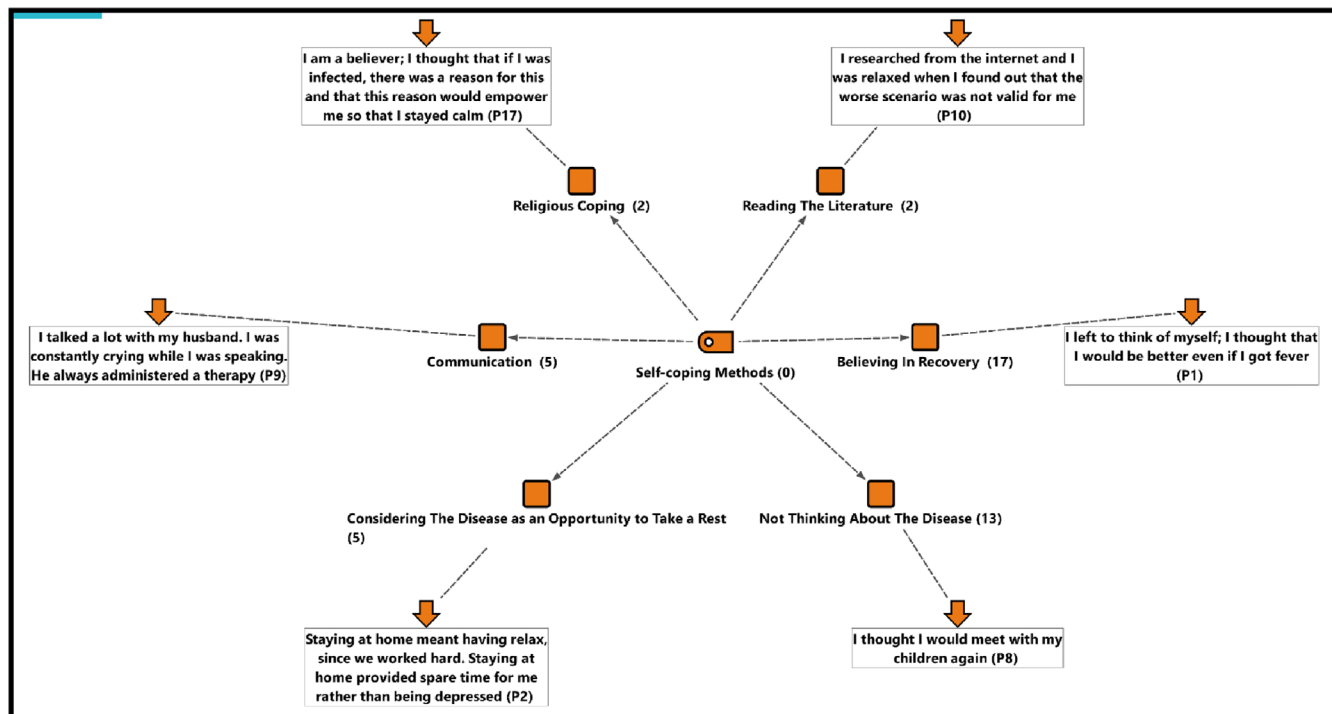 I am a believer; I thought that if I was
infected, there was a reason for this
and that this reason would empower
me so that I stayed calm (P17)
I researched from the internet and I
was relaxed when I found out that the
worse scenario was not valid for me
(P10)
Religious Coping (2)
Reading The Literature (2)
I talked a lot with my husband. I was
constantly crying while I was speaking.
He always administered a therapy (P9)
Communication (5)
Self-coping Methods (0)
Believing In Recovery (17)
I left to think of myself; I thought that
I would be better even if I got fever
(P1)
Considering The Disease as an Opportunity to Take a Rest
(5)
Not Thinking About The Disease (13)
Staying at home meant having relax,
since we worked hard. Staying at
home provided spare time for me
rather than being depressed (P2)
I thought I would meet with my
children again (P8)